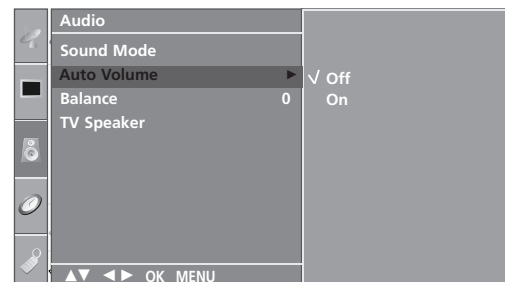 Audio
Sound Mode
Auto Volume ►
Balance 0
TV Speaker
▲▼ ◄► OK MENU
√ Off
On